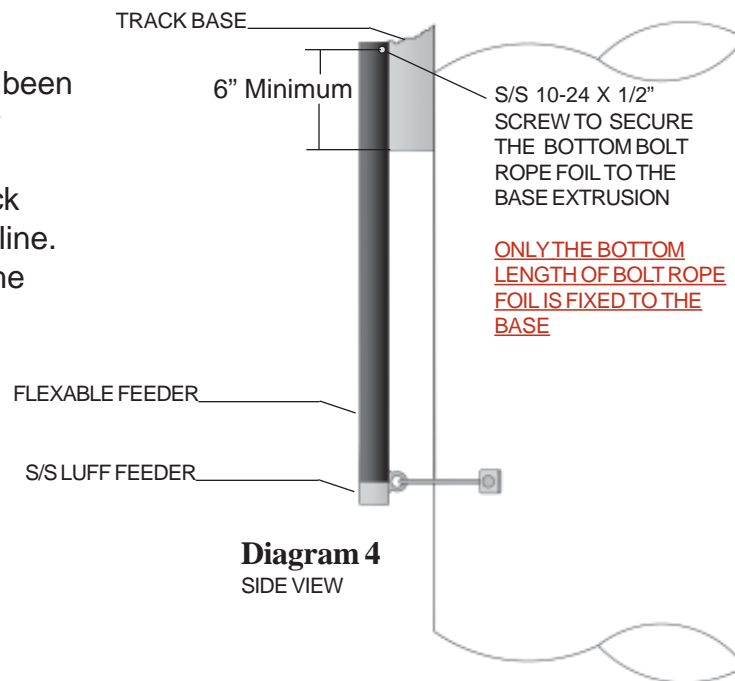 been
ck
line.
he
TRACK BASE
6” Minimum
S/S 10-24 X 1/2”
SCREW TO SECURE
THE BOTTOM BOLT
ROPE FOIL TO THE
BASE EXTRUSION
ONLY THE BOTTOM
LENGTH OF BOLT ROPE
FOIL IS FIXED TO THE
BASE
FLEXABLE FEEDER
S/S LUFF FEEDER
Diagram 4
SIDE VIEW